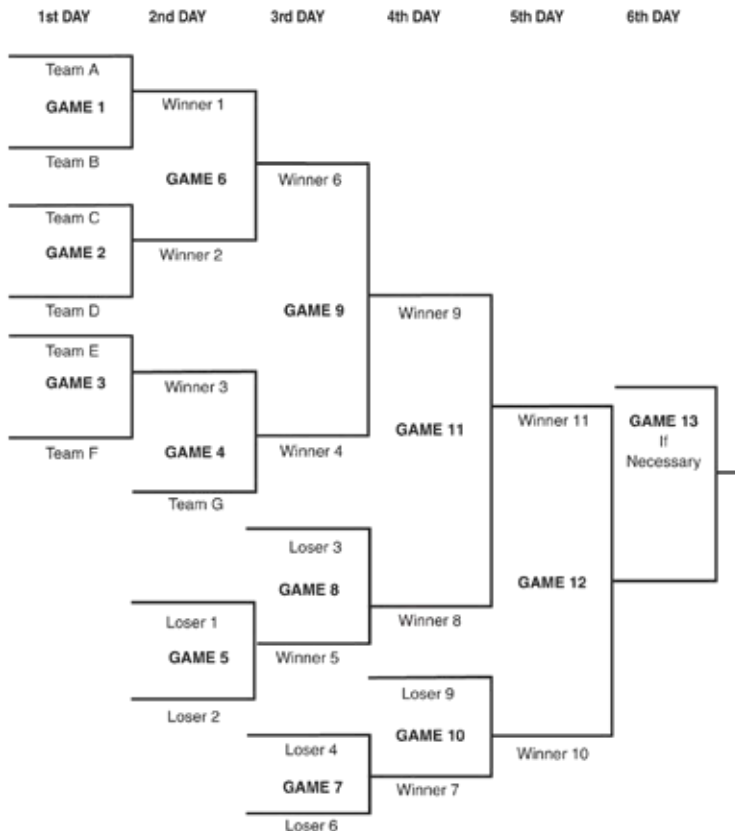 1st DAY 2nd DAY 3rd DAY 4th DAY 5th DAY 6th DAY
Team A
GAME 1
Team B
Team C
GAME 2
Team D
Team E
GAME 3
Team F
Winner 1
GAME 6
Winner 2
Winner 3
GAME 4
Team G
Loser 1
GAME 5
Loser 2
Winner 6
GAME 9
Winner 4
Loser 3
GAME 8
Winner 5
Loser 4
GAME 7
Loser 6
Winner 9
GAME 11
Winner 8
Loser 9
GAME 10
Winner 7
Winner 11
GAME 12
Winner 10
GAME 13
If
Necessary